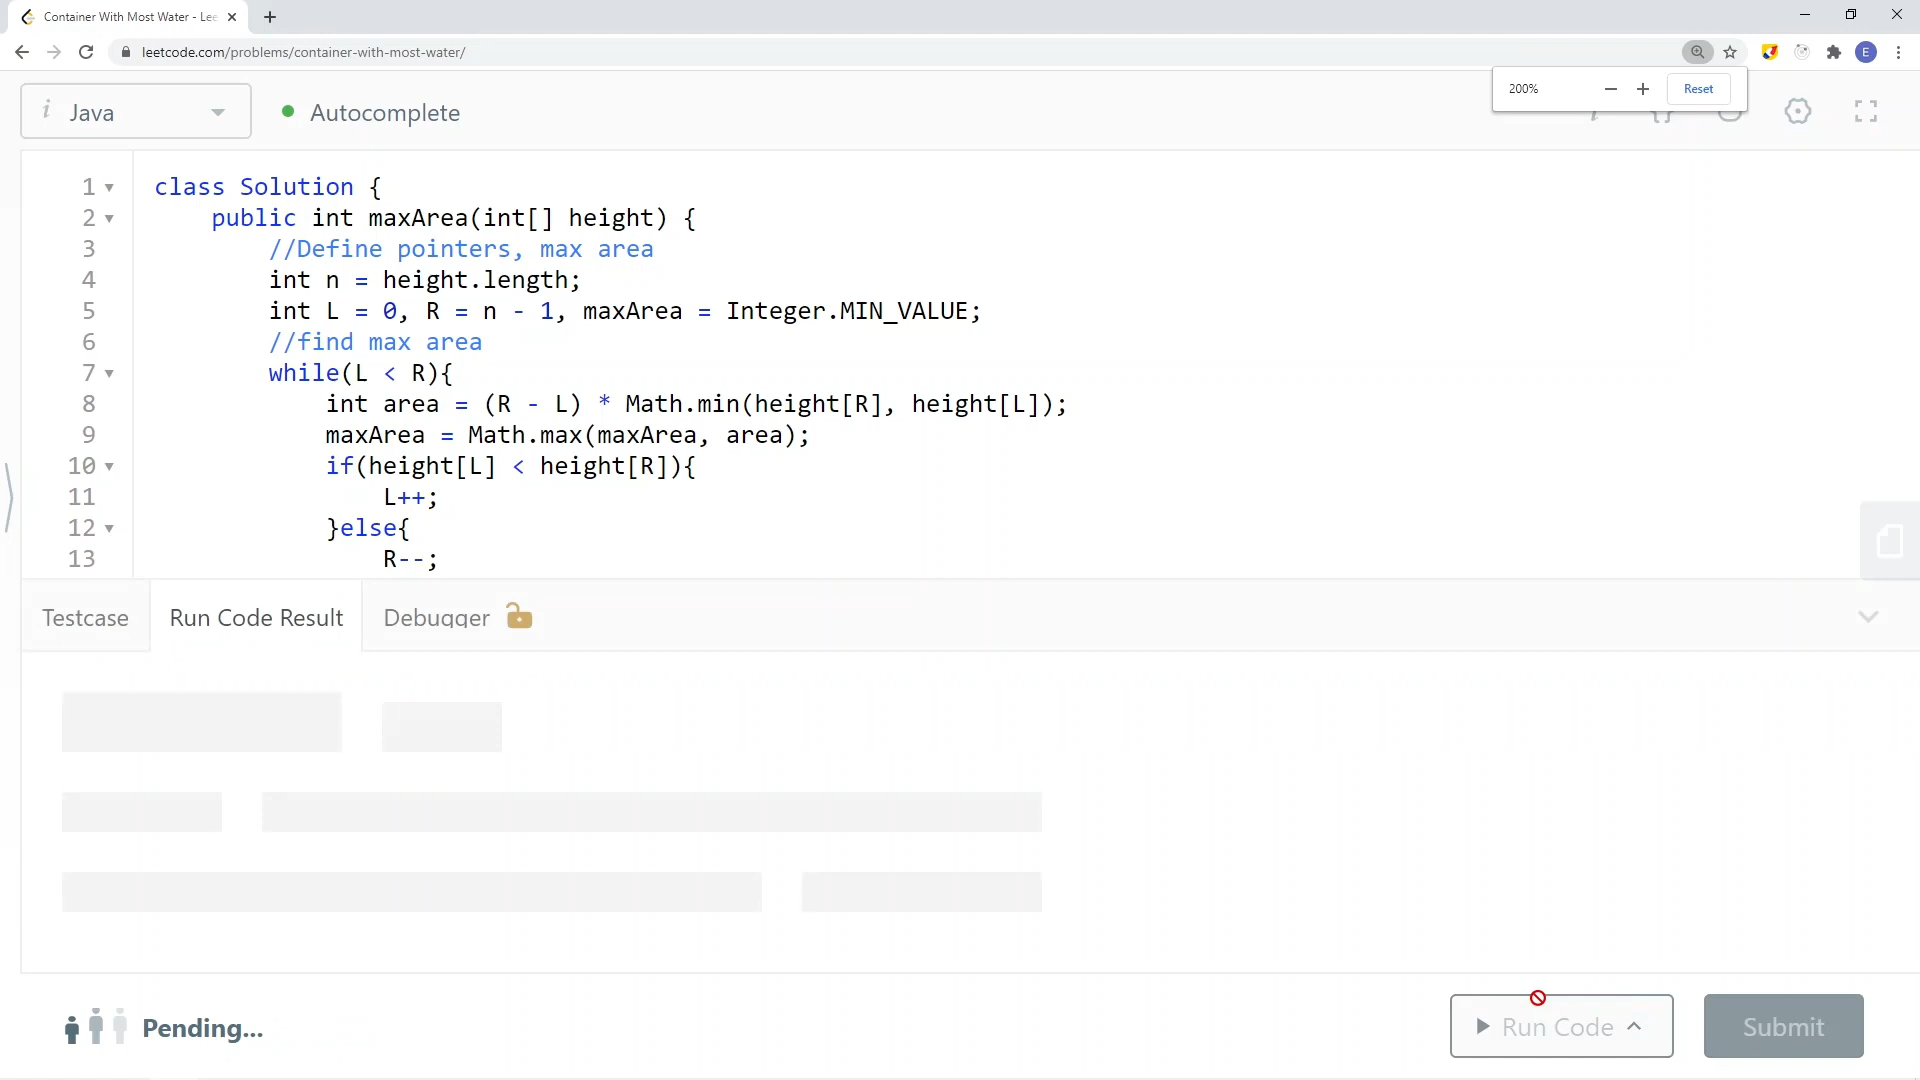 Container With Most Water - Lee
leetcode.com/problems/container-with-most-water/
E
200%
Reset
i Java
Autocomplete
1 class Solution {
2 public int maxArea(int[] height) {
3 //Define pointers, max area
4 int n = height.length;
5 int L = 0, R = n - 1, maxArea = Integer.MIN_VALUE;
6 //find max area
7 while(L < R){
8 int area = (R - L) * Math.min(height[R], height[L]);
9 maxArea = Math.max(maxArea, area);
10 if(height[L] < height[R]){
11 L++;
12 }else{
13 R--;
Testcase
Run Code Result
Debugger
Pending...
Run Code
Submit